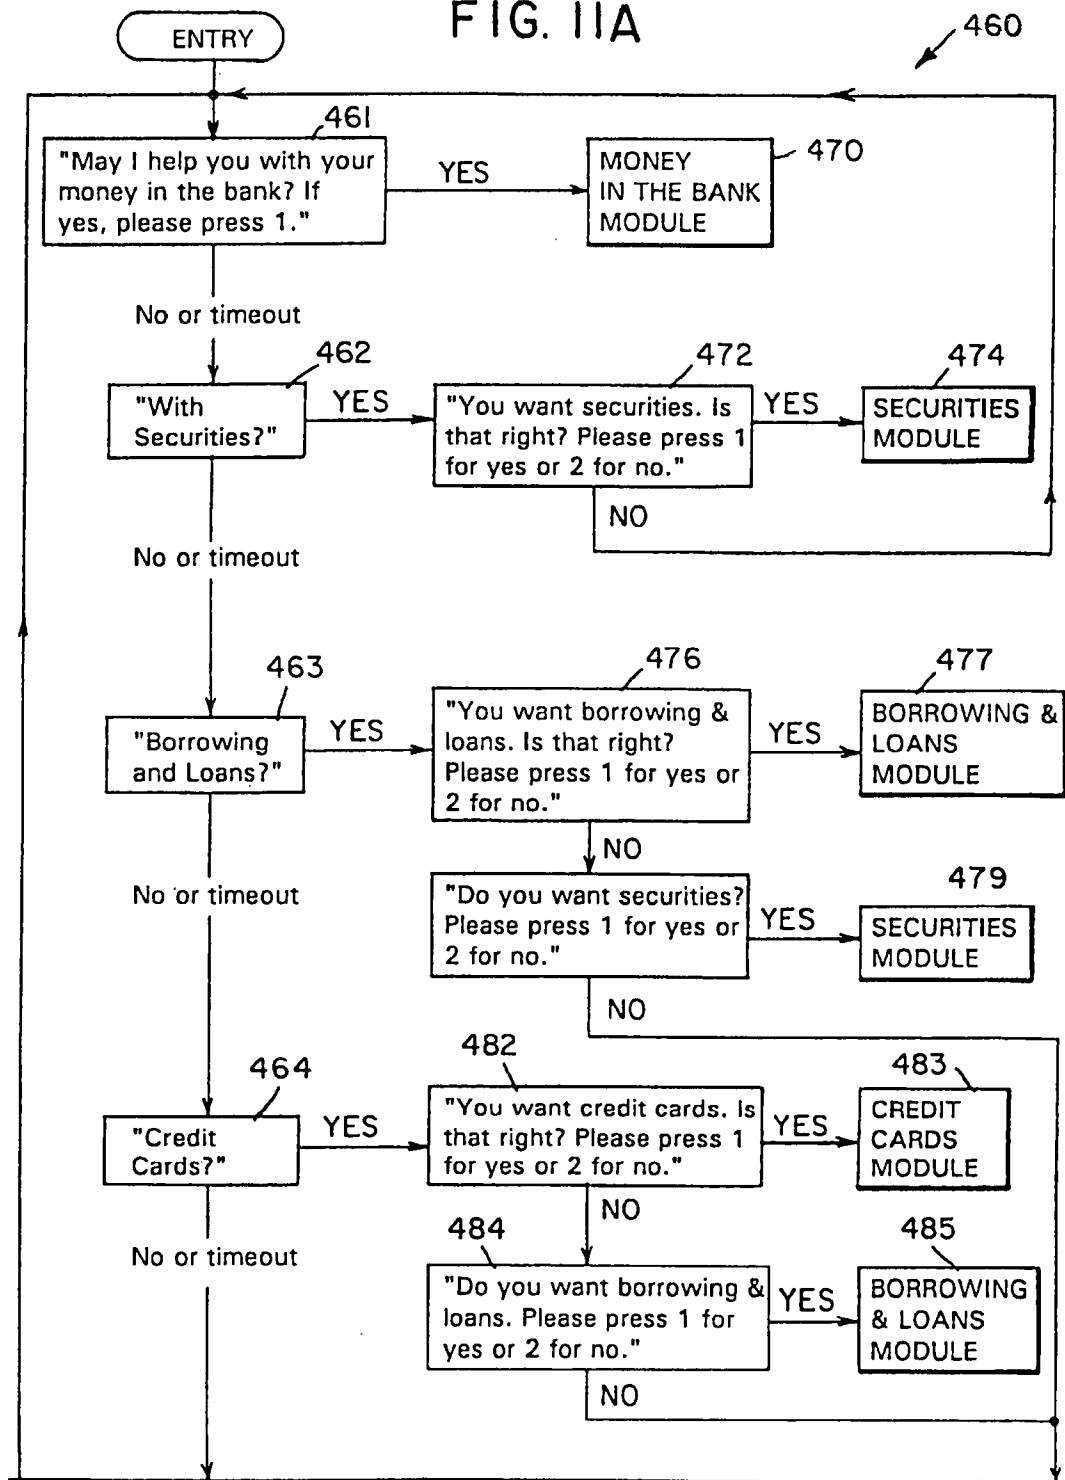 FIG. 11A
460
ENTRY
461
"May I help you with your
money in the bank? If
yes, please press 1."
YES
470
MONEY
IN THE BANK
MODULE
No or timeout
462
"With
Securities?"
YES
472
"You want securities. Is
that right? Please press 1
for yes or 2 for no."
YES
474
SECURITIES
MODULE
NO
No or timeout
463
"Borrowing
and Loans?"
YES
476
"You want borrowing &
loans. Is that right?
Please press 1 for yes or
2 for no."
YES
477
BORROWING &
LOANS
MODULE
NO
No or timeout
"Do you want securities?
Please press 1 for yes or
2 for no."
YES
479
SECURITIES
MODULE
NO
464
"Credit
Cards?"
YES
482
"You want credit cards. Is
that right? Please press 1
for yes or 2 for no."
YES
483
CREDIT
CARDS
MODULE
NO
No or timeout
484
"Do you want borrowing &
loans. Please press 1 for
yes or 2 for no."
YES
485
BORROWING
& LOANS
MODULE
NO